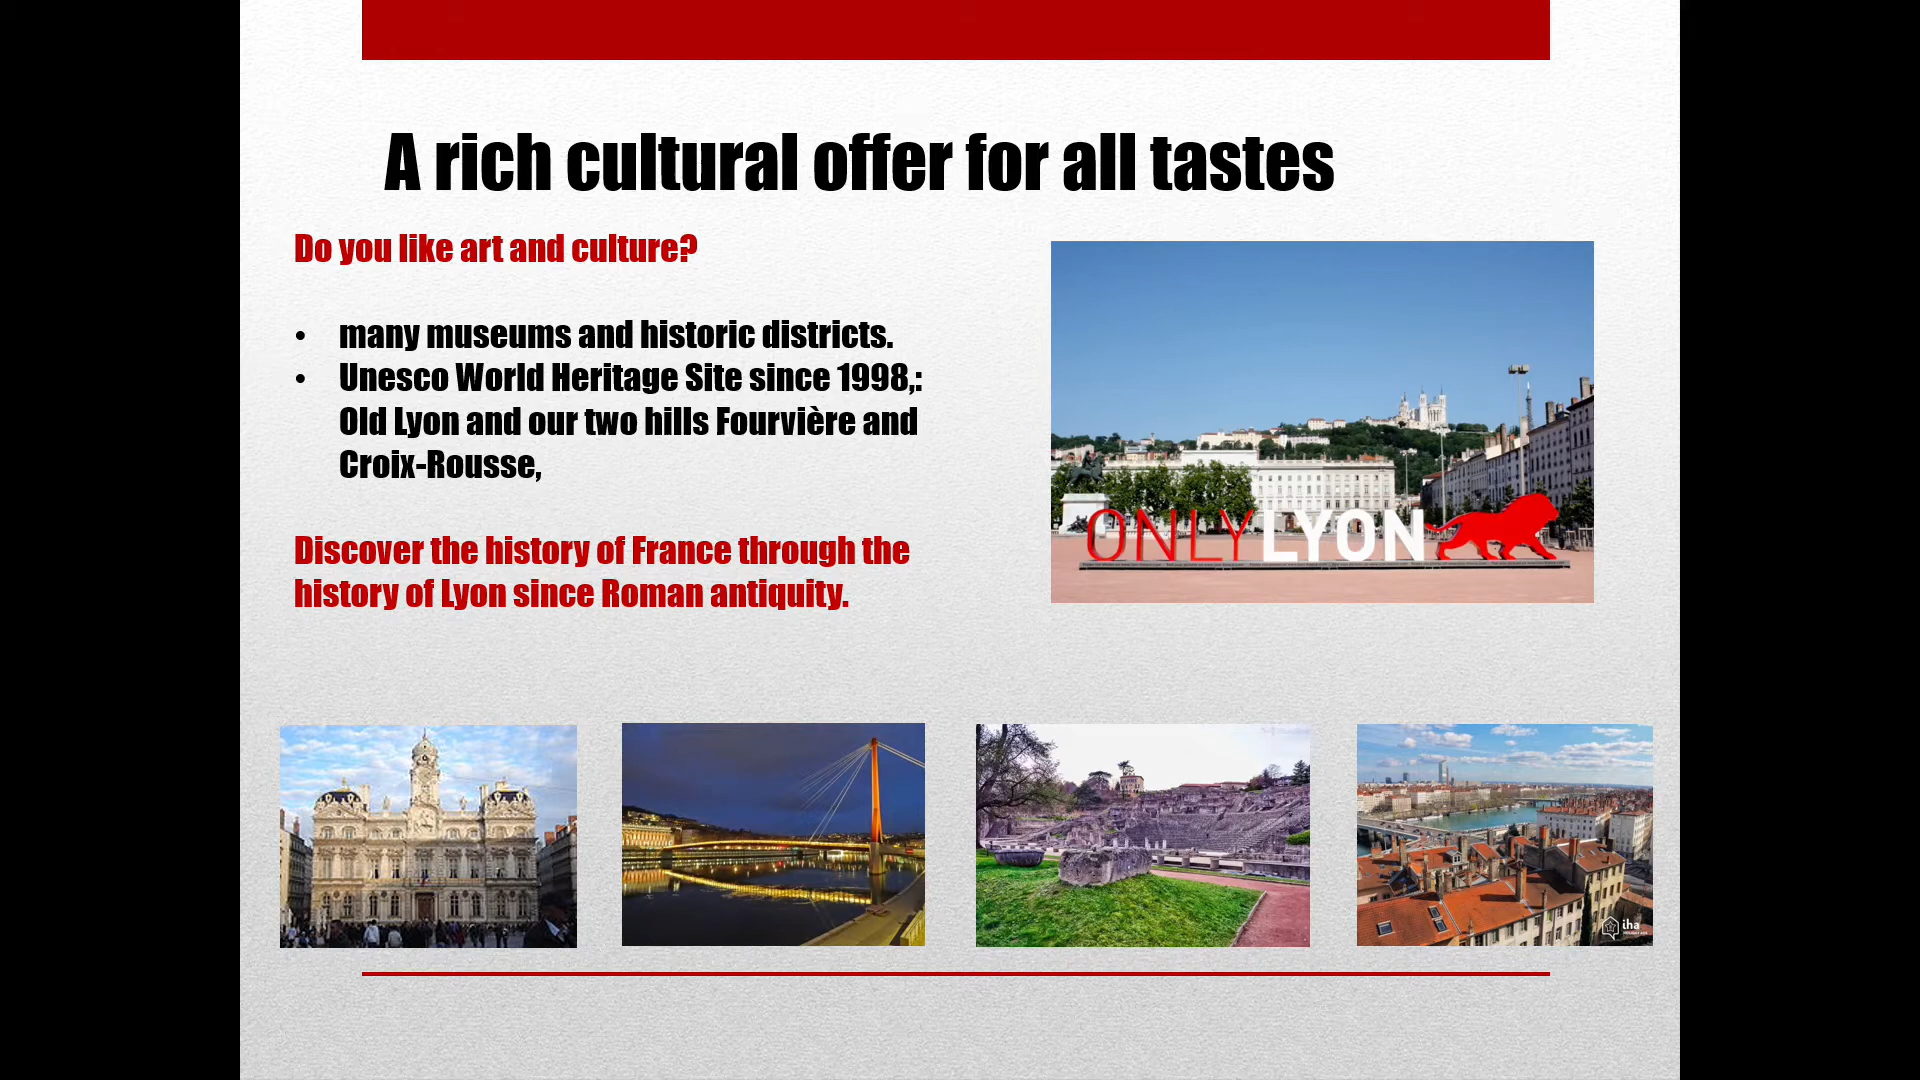 A rich cultural offer for all tastes
Do you like art and culture?
• many museums and historic districts.
• Unesco World Heritage Site since 1998,:
Old Lyon and our two hills Fourvière and
Croix-Rousse,
Discover the history of France through the
history of Lyon since Roman antiquity.
ONLYLYON
iha